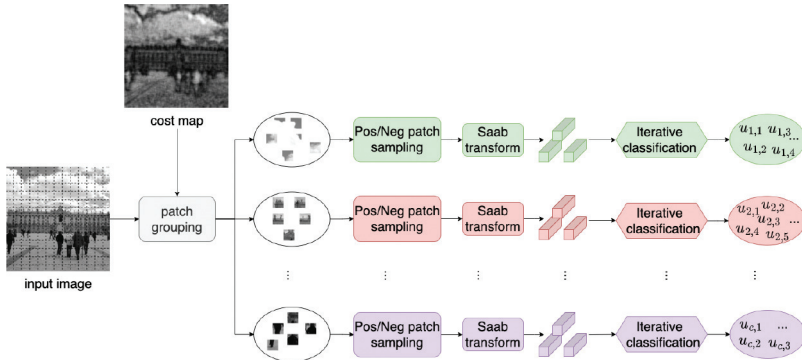 cost map
input image
patch
grouping
Pos/Neg patch
sampling
Saab
transform
Iterative
classification
u1,1 u1,3 ...
u1,2 u1,4
Pos/Neg patch
sampling
Saab
transform
Iterative
classification
u2,1 u2,2
u2,3 ...
u2,4 u2,5
⋮ ⋮ ⋮ ⋮ ⋮ ⋮
Pos/Neg patch
sampling
Saab
transform
Iterative
classification
uc,1 ...
uc,2 uc,3